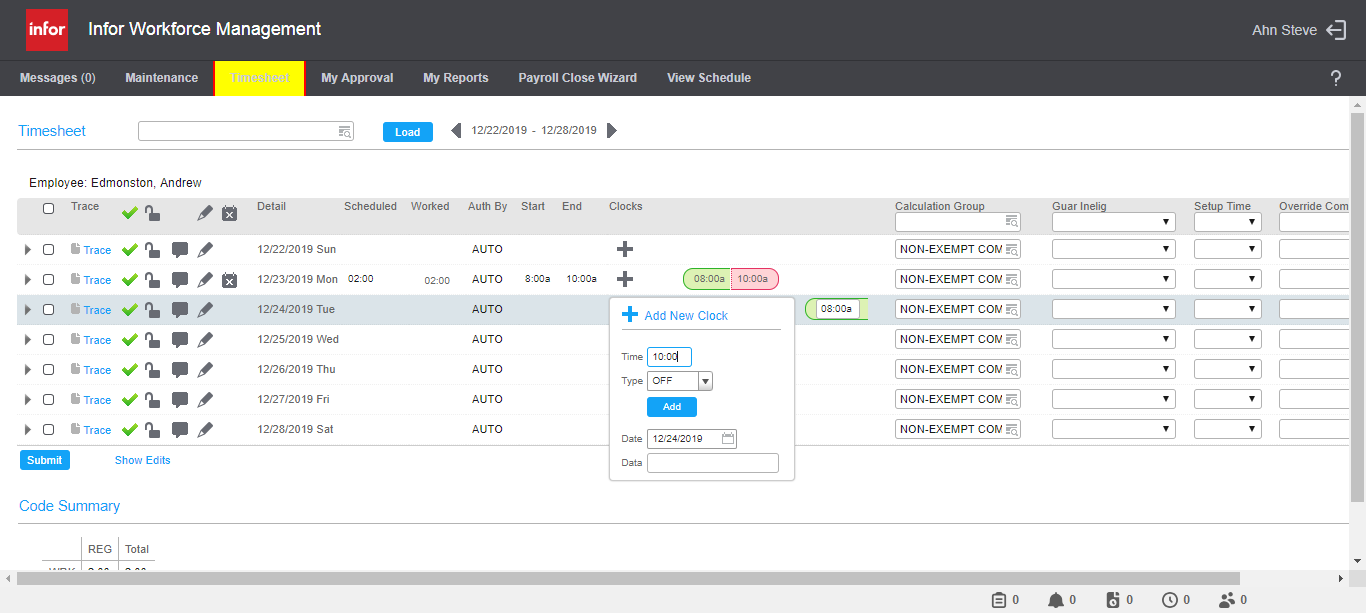 infor Infor Workforce Management Ahn Steve
Messages (0) Maintenance Timesheet My Approval My Reports Payroll Close Wizard View Schedule ?
Timesheet Load 12/22/2019 - 12/28/2019
Employee: Edmonston, Andrew
Trace Detail Scheduled Worked Auth By Start End Clocks Calculation Group Guar Inelig Setup Time Override Com
Trace 12/22/2019 Sun AUTO NON-EXEMPT COM
Trace 12/23/2019 Mon 02:00 02:00 AUTO 8:00a 10:00a 08:00a 10:00a NON-EXEMPT COM
Trace 12/24/2019 Tue AUTO 08:00a NON-EXEMPT COM
Add New Clock
Trace 12/25/2019 Wed AUTO NON-EXEMPT COM
Time 10:00
Trace 12/26/2019 Thu AUTO NON-EXEMPT COM
Type OFF
Trace 12/27/2019 Fri AUTO NON-EXEMPT COM
Add
Trace 12/28/2019 Sat AUTO NON-EXEMPT COM
Date 12/24/2019
Submit Show Edits
Data
Code Summary
REG Total
0 0 0 0 0